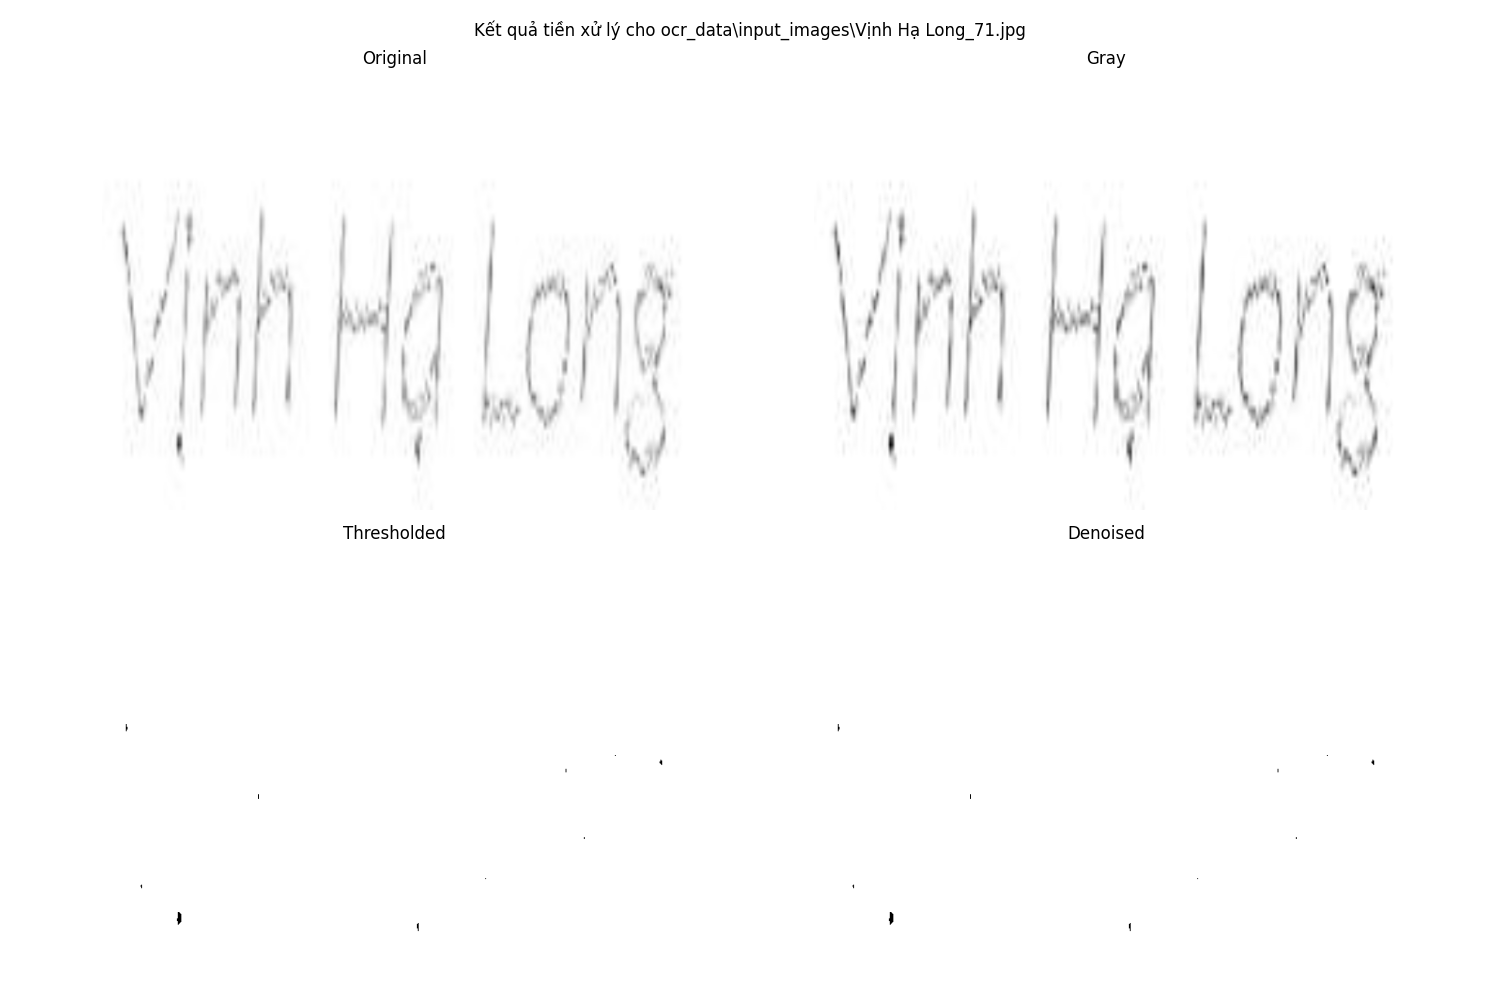 Kết quả tiền xử lý cho ocr_data\input_images\Vịnh Hạ Long_71.jpg
Original
Gray
Vịnh Hạ Long
Vịnh Hạ Long
Thresholded
Denoised